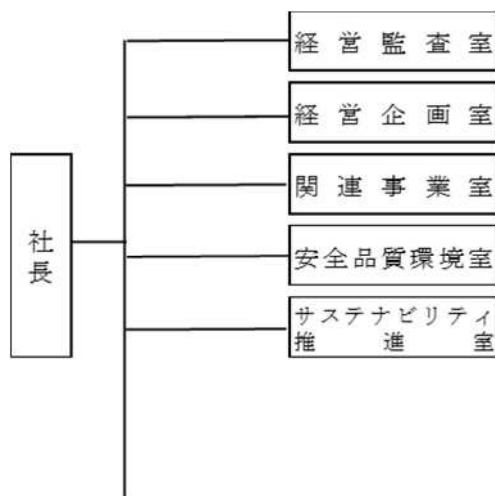 経営監査室
経営企画室
関連事業室
社長
安全品質環境室
サステナビリティ
推進室